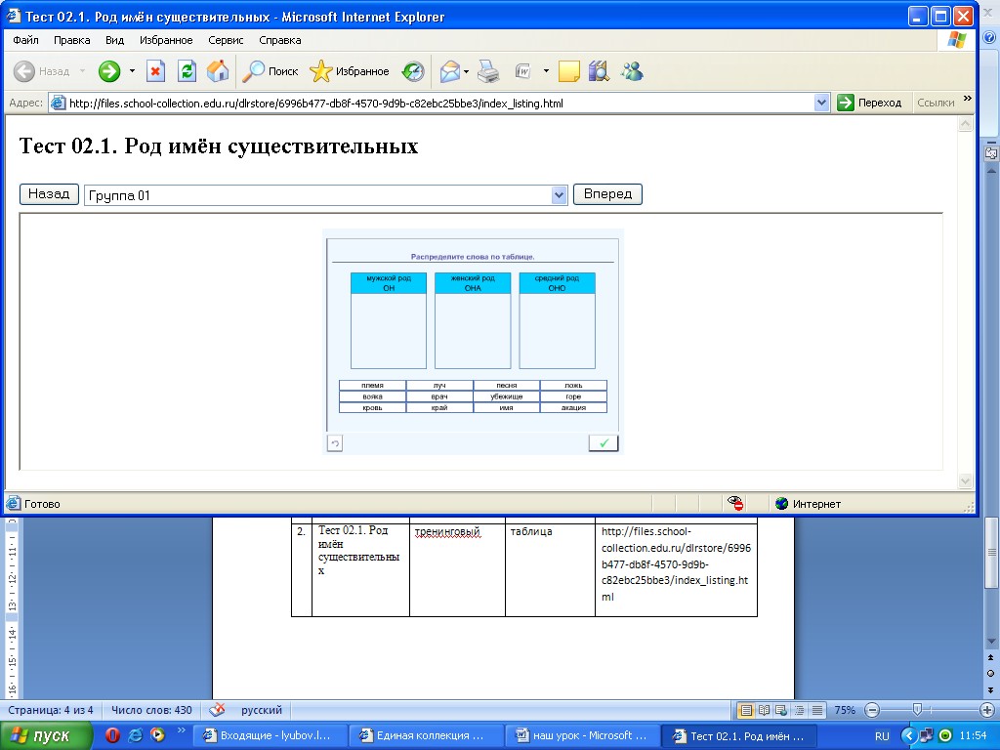 Тест 02.1. Род имён существительных - Microsoft Internet Explorer
Файл Правка Вид Избранное Сервис Справка
Назад Поиск Избранное
Адрес: http://files.school-collection.edu.ru/dlrstore/6996b477-db8f-4570-9d9b-c82ebc25bbe3/index_listing.html Переход Ссылки »
Тест 02.1. Род имён существительных
Назад Группа 01 Вперед
Распределите слова по таблице.
мужской род женский род средний род
ОН ОНА ОНО
племя луч песня ложь
вояка врач убежище горе
кровь край имя акация
Готово Интернет
2. Тест 02.1. Род тренинговый таблица http://files.school-
имён collection.edu.ru/dlrstore/6996
существительны b477-db8f-4570-9d9b-
х c82ebc25bbe3/index_listing.ht
ml
Страница: 4 из 4 Число слов: 430 русский 75%
пуск » Входящие - lyubov.l... Единая коллекция ... наш урок - Microsoft ... Тест 02.1. Род имён ... RU 11:54